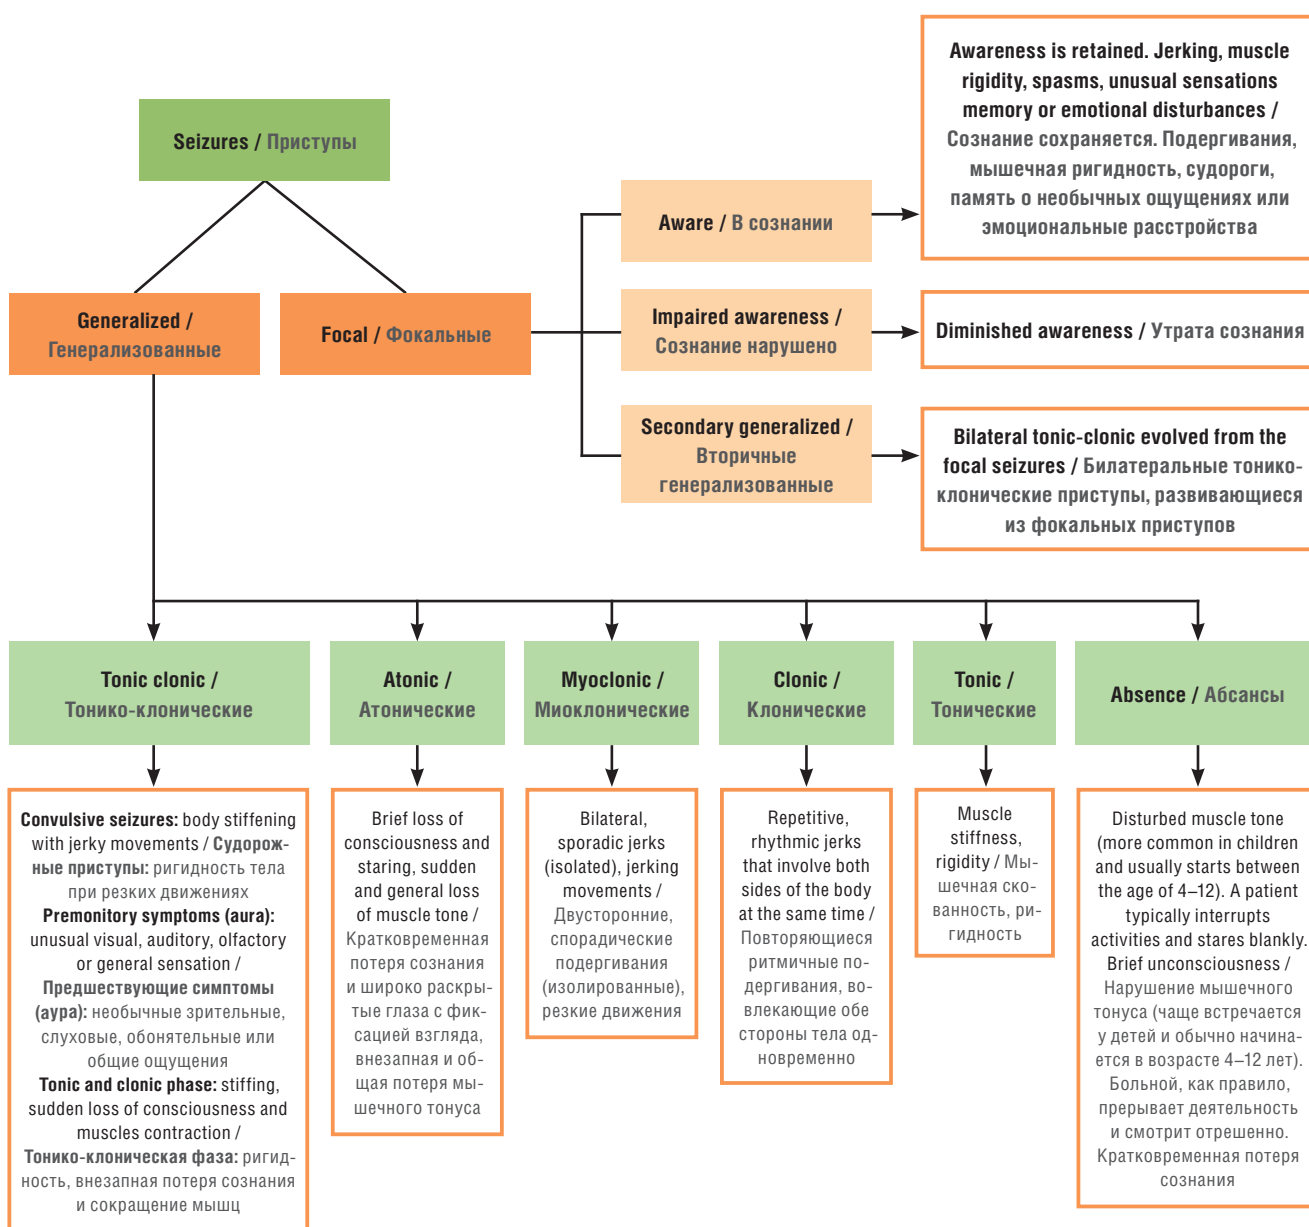 Seizures / Приступы
Generalized /
Генерализованные
Focal / Фокальные
Aware / В сознании
Awareness is retained. Jerking, muscle
rigidity, spasms, unusual sensations
memory or emotional disturbances /
Сознание сохраняется. Подергивания,
мышечная ригидность, судороги,
память о необычных ощущениях или
эмоциональные расстройства
Impaired awareness /
Сознание нарушено
Diminished awareness / Утрата сознания
Secondary generalized /
Вторичные
генерализованные
Bilateral tonic-clonic evolved from the
focal seizures / Билатеральные тонико-
клонические приступы, развивающиеся
из фокальных приступов
Tonic clonic /
Тонико-клонические
Convulsive seizures: body stiffening
with jerky movements / Судорож-
ные приступы: ригидность тела
при резких движениях
Premonitory symptoms (aura):
unusual visual, auditory, olfactory
or general sensation /
Предшествующие симптомы
(аура): необычные зрительные,
слуховые, обонятельные или
общие ощущения
Tonic and clonic phase: stiffing,
sudden loss of consciousness and
muscles contraction /
Тонико-клоническая фаза: ригид-
ность, внезапная потеря сознания
и сокращение мышц
Atonic /
Атонические
Brief loss of
consciousness and
staring, sudden
and general loss
of muscle tone /
Кратковременная
потеря сознания
и широко раскры-
тые глаза с фик-
сацией взгляда,
внезапная и об-
щая потеря мы-
шечного тонуса
Myoclonic /
Миоклонические
Bilateral,
sporadic jerks
(isolated), jerking
movements /
Двусторонние,
спорадические
подергивания
(изолированные),
резкие движения
Clonic /
Клонические
Repetitive,
rhythmic jerks
that involve both
sides of the body
at the same time /
Повторяющиеся
ритмичные по-
дергивания, во-
влекающие обе
стороны тела од-
новременно
Tonic /
Тонические
Muscle
stiffness,
rigidity / Мы-
шечная ско-
ванность, ри-
гидность
Absence / Абсансы
Disturbed muscle tone
(more common in children
and usually starts between
the age of 4–12). A patient
typically interrupts
activities and stares blankly.
Brief unconsciousness /
Нарушение мышечного
тонуса (чаще встречается
у детей и обычно начина-
ется в возрасте 4–12 лет).
Больной, как правило,
прерывает деятельность
и смотрит отрешенно.
Кратковременная потеря
сознания